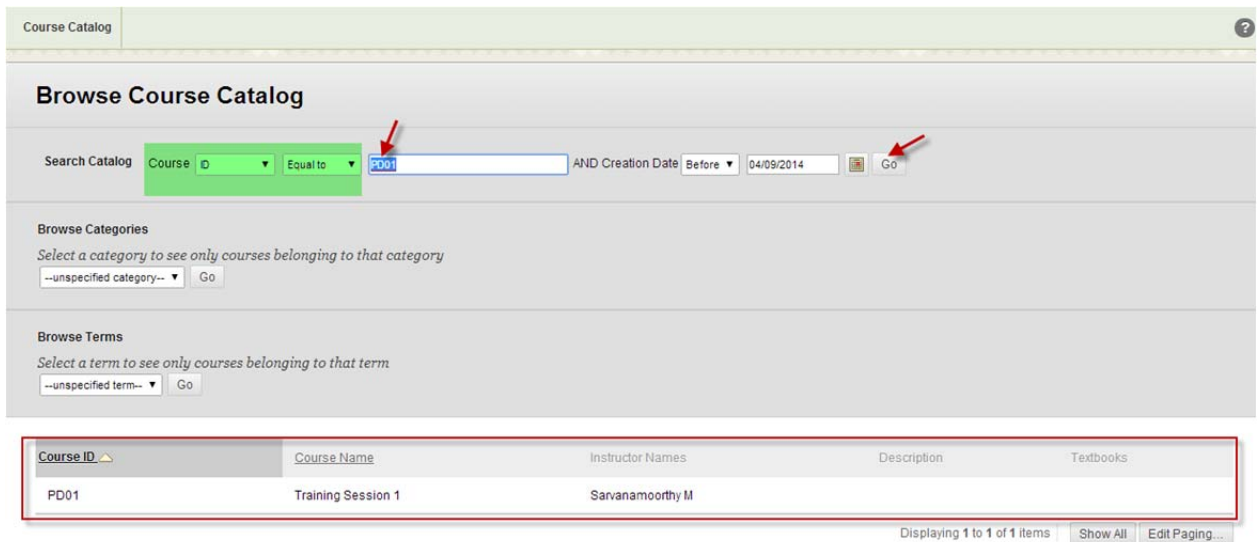 Course Catalog
?
Browse Course Catalog
Search Catalog Course ID Equal to PD01 AND Creation Date Before 04/09/2014 Go
Browse Categories
Select a category to see only courses belonging to that category
--unspecified category-- Go
Browse Terms
Select a term to see only courses belonging to that term
--unspecified term-- Go
Course ID Course Name Instructor Names Description Textbooks
PD01 Training Session 1 Sarvanamoorthy M
Displaying 1 to 1 of 1 items Show All Edit Paging...